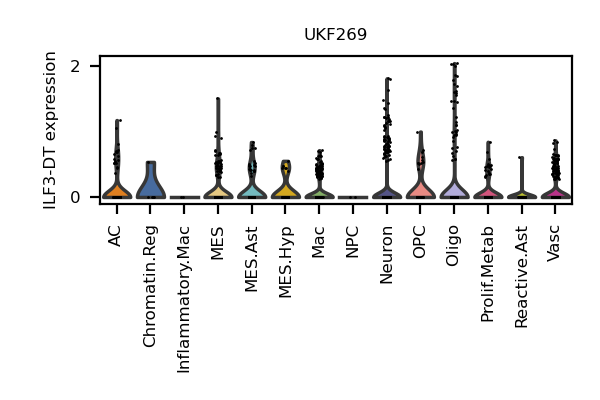 UKF269
ILF3-DT expression
2
0
AC
Chromatin.Reg
Inflammatory.Mac
MES
MES.Ast
MES.Hyp
Mac
NPC
Neuron
OPC
Oligo
Prolif.Metab
Reactive.Ast
Vasc